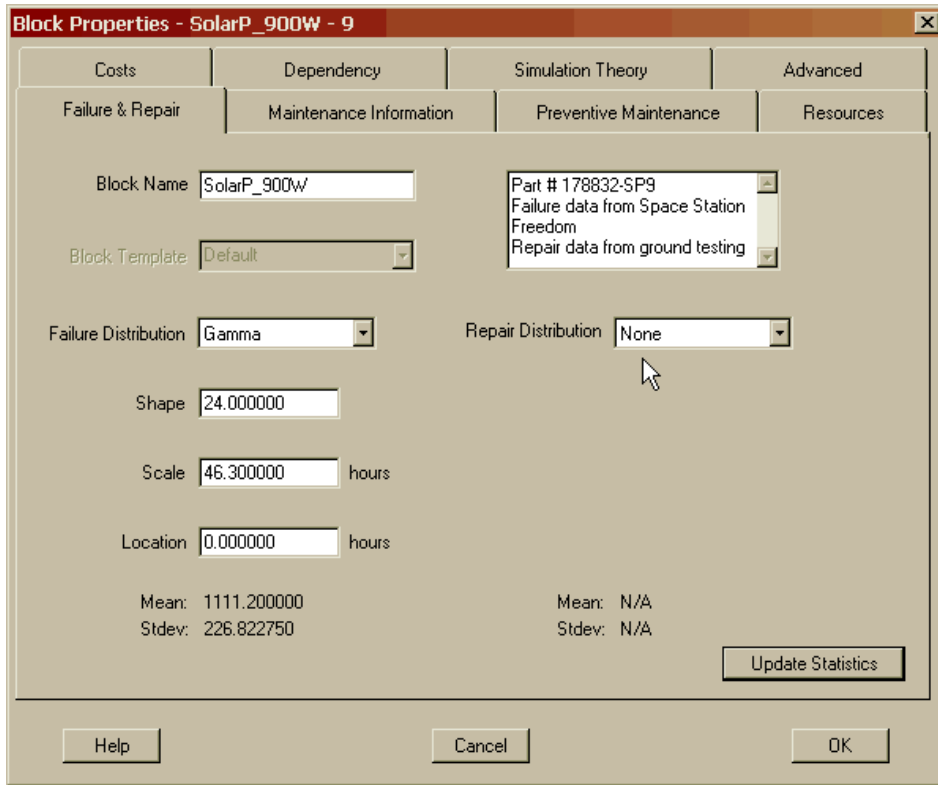 Block Properties - SolarP_900W - 9
Costs Dependency Simulation Theory Advanced
Failure & Repair Maintenance Information Preventive Maintenance Resources
Block Name SolarP_900W
Part # 178832-SP9
Failure data from Space Station
Freedom
Repair data from ground testing
Block Template Default
Failure Distribution Gamma Repair Distribution None
Shape 24.000000
Scale 46.300000 hours
Location 0.000000 hours
Mean: 1111.200000 Mean: N/A
Stdev: 226.822750 Stdev: N/A
Update Statistics
Help Cancel OK